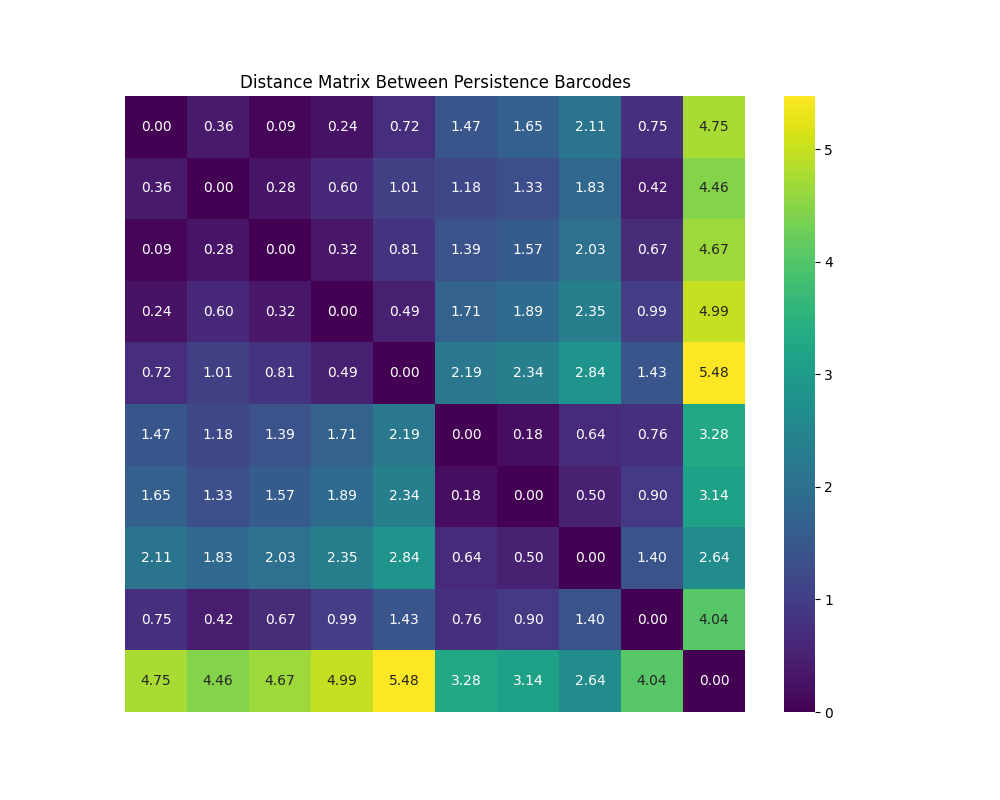 Distance Matrix Between Persistence Barcodes
0.00 0.36 0.09 0.24 0.72 1.47 1.65 2.11 0.75 4.75
0.36 0.00 0.28 0.60 1.01 1.18 1.33 1.83 0.42 4.46
0.09 0.28 0.00 0.32 0.81 1.39 1.57 2.03 0.67 4.67
0.24 0.60 0.32 0.00 0.49 1.71 1.89 2.35 0.99 4.99
0.72 1.01 0.81 0.49 0.00 2.19 2.34 2.84 1.43 5.48
1.47 1.18 1.39 1.71 2.19 0.00 0.18 0.64 0.76 3.28
1.65 1.33 1.57 1.89 2.34 0.18 0.00 0.50 0.90 3.14
2.11 1.83 2.03 2.35 2.84 0.64 0.50 0.00 1.40 2.64
0.75 0.42 0.67 0.99 1.43 0.76 0.90 1.40 0.00 4.04
4.75 4.46 4.67 4.99 5.48 3.28 3.14 2.64 4.04 0.00
5
4
3
2
1
0